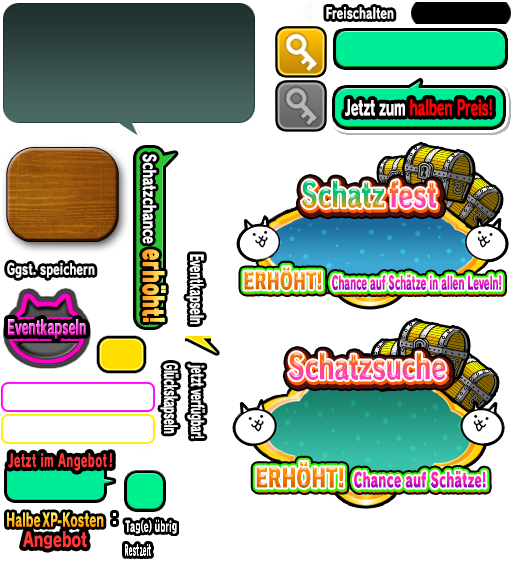 Freischalten
Jetzt zum halben Preis!
Schatzchance erhöht!
Schatzfest
ERHÖHT! Chance auf Schätze in allen Leveln!
Ggst. speichern
Eventkapseln
Eventkapseln
Jetzt verfügbar!
Glückskapseln
Schatzsuche
ERHÖHT! Chance auf Schätze!
Jetzt im Angebot!
Halbe XP-Kosten :
Angebot
Tag(e) übrig
Restzeit